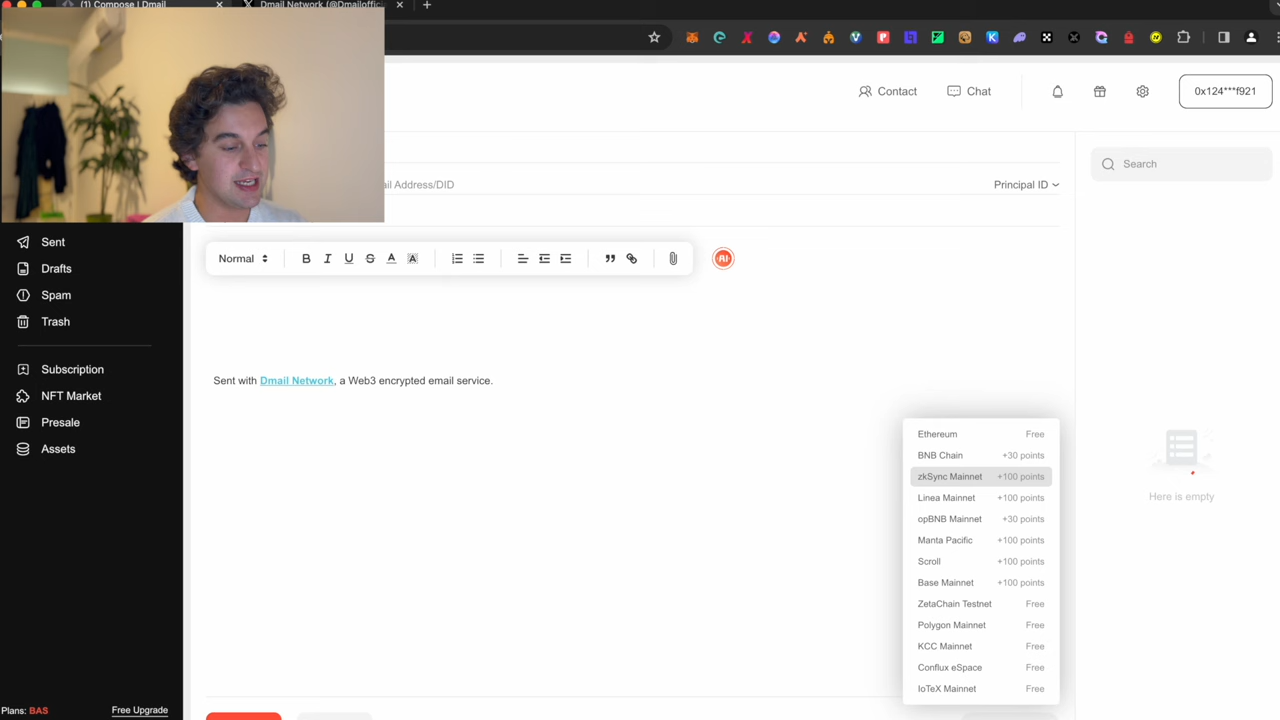 (1) Compose | Dmail
Dmail Network (@Dmailoffic
Contact
Chat
0x124***f921
Search
ail Address/DID
Principal ID
Sent
Normal
B I U S A A
AI
Drafts
Spam
Trash
Subscription
Sent with Dmail Network, a Web3 encrypted email service.
NFT Market
Presale
Assets
Ethereum Free
BNB Chain +30 points
zkSync Mainnet +100 points
Linea Mainnet +100 points
opBNB Mainnet +30 points
Manta Pacific +100 points
Scroll +100 points
Base Mainnet +100 points
ZetaChain Testnet Free
Polygon Mainnet Free
KCC Mainnet Free
Conflux eSpace Free
IoTeX Mainnet Free
Here is empty
Plans: BAS
Free Upgrade